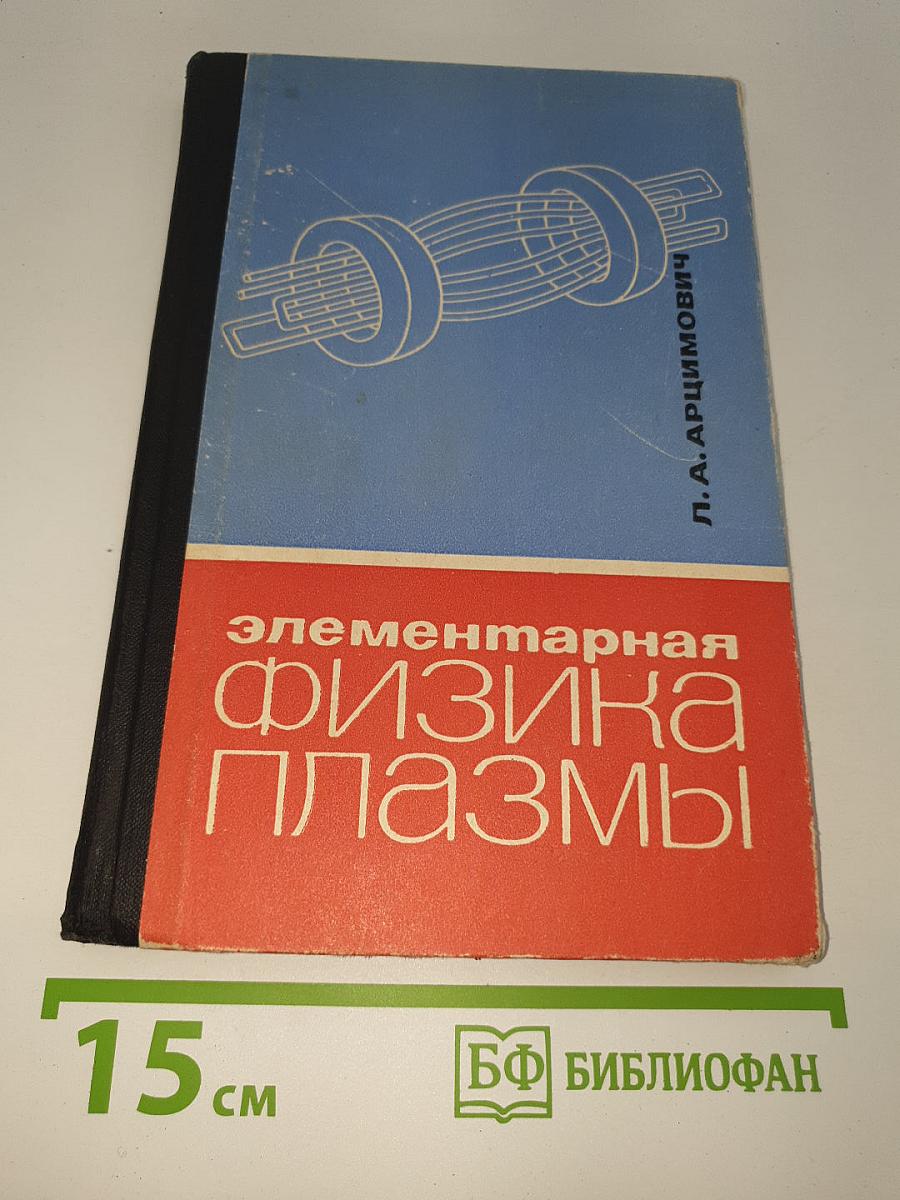 Л. А. АРЦИМОВИЧ
элементарная
физика
плазмы
15 см
БФ БИБЛИОФАН